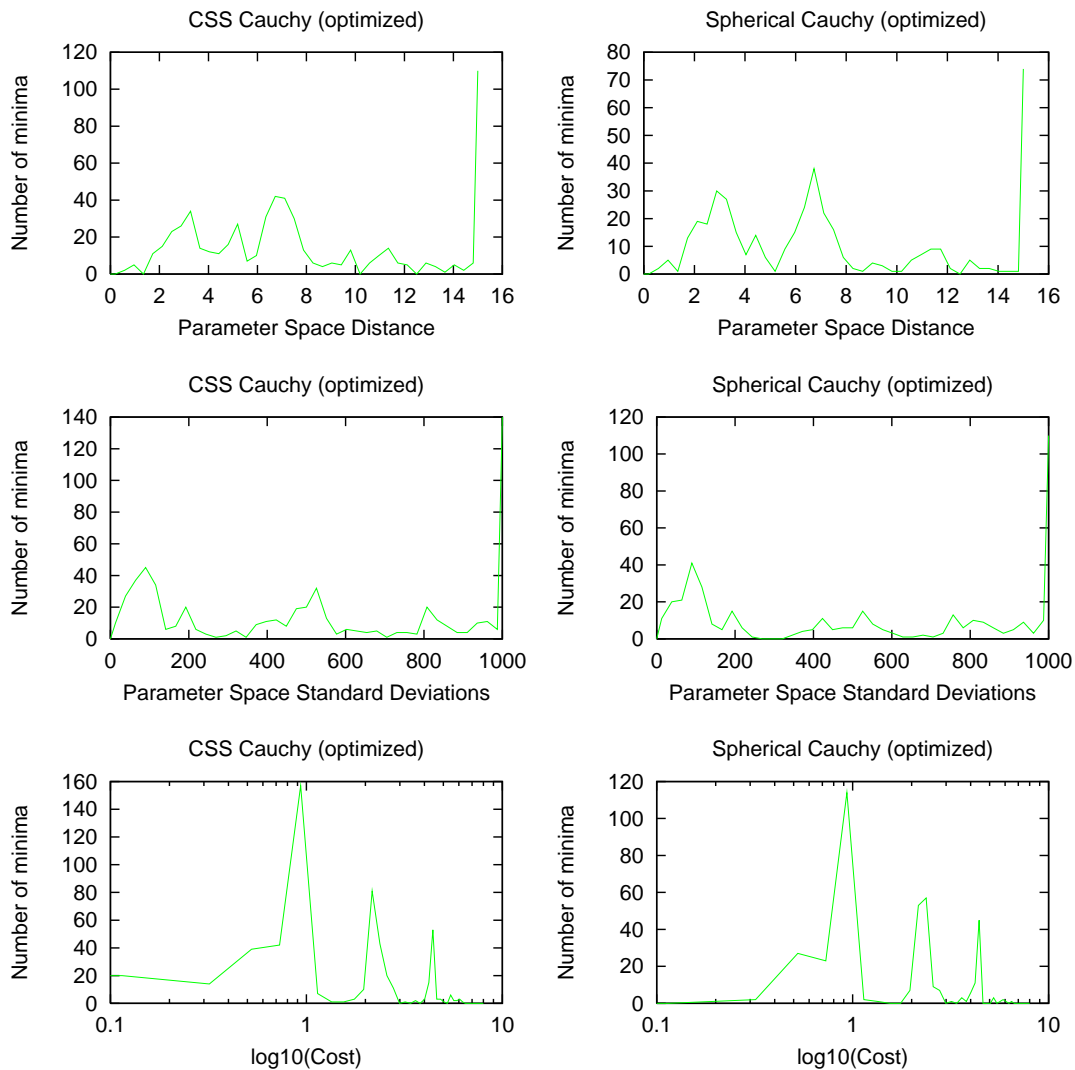 CSS Cauchy (optimized)
Number of minima
120
100
80
60
40
20
0
0 2 4 6 8 10 12 14 16
Parameter Space Distance
Spherical Cauchy (optimized)
Number of minima
80
70
60
50
40
30
20
10
0
0 2 4 6 8 10 12 14 16
Parameter Space Distance
CSS Cauchy (optimized)
Number of minima
140
120
100
80
60
40
20
0
0 200 400 600 800 1000
Parameter Space Standard Deviations
Spherical Cauchy (optimized)
Number of minima
120
100
80
60
40
20
0
0 200 400 600 800 1000
Parameter Space Standard Deviations
CSS Cauchy (optimized)
Number of minima
160
140
120
100
80
60
40
20
0
0.1 1 10
log10(Cost)
Spherical Cauchy (optimized)
Number of minima
120
100
80
60
40
20
0
0.1 1 10
log10(Cost)